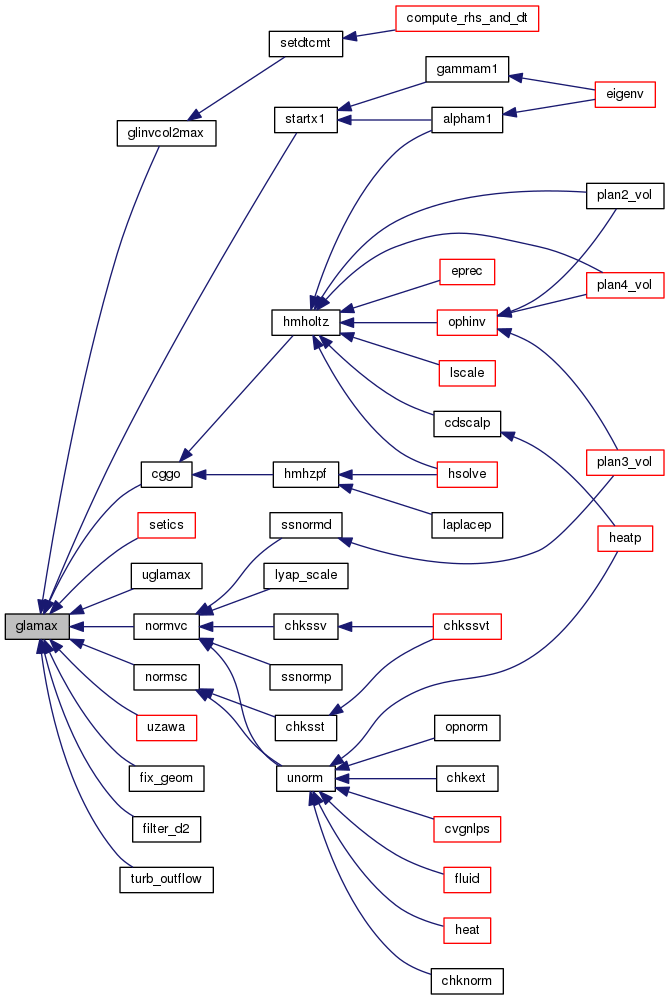 compute_rhs_and_dt
setdtcmt
gammam1
eigenv
startx1
alpham1
glinvcol2max
plan2_vol
eprec
plan4_vol
hmholtz
ophinv
lscale
cdscalp
plan3_vol
cggo
hmhzpf
hsolve
setics
ssnormd
laplacep
heatp
uglamax
lyap_scale
glamax
normvc
chkssv
chkssvt
normsc
ssnormp
uzawa
chksst
opnorm
fix_geom
unorm
chkext
filter_d2
cvgnlps
turb_outflow
fluid
heat
chknorm